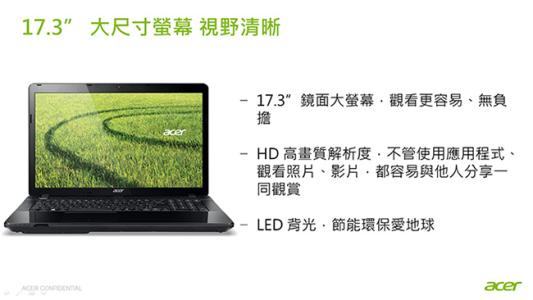 17.3” 大尺寸螢幕 視野清晰
acer
acer
– 17.3” 鏡面大螢幕，觀看更容易、無負
擔
– HD 高畫質解析度，不管使用應用程式、
觀看照片、影片，都容易與他人分享一
同觀賞
– LED 背光，節能環保愛地球
ACER CONFIDENTIAL
acer